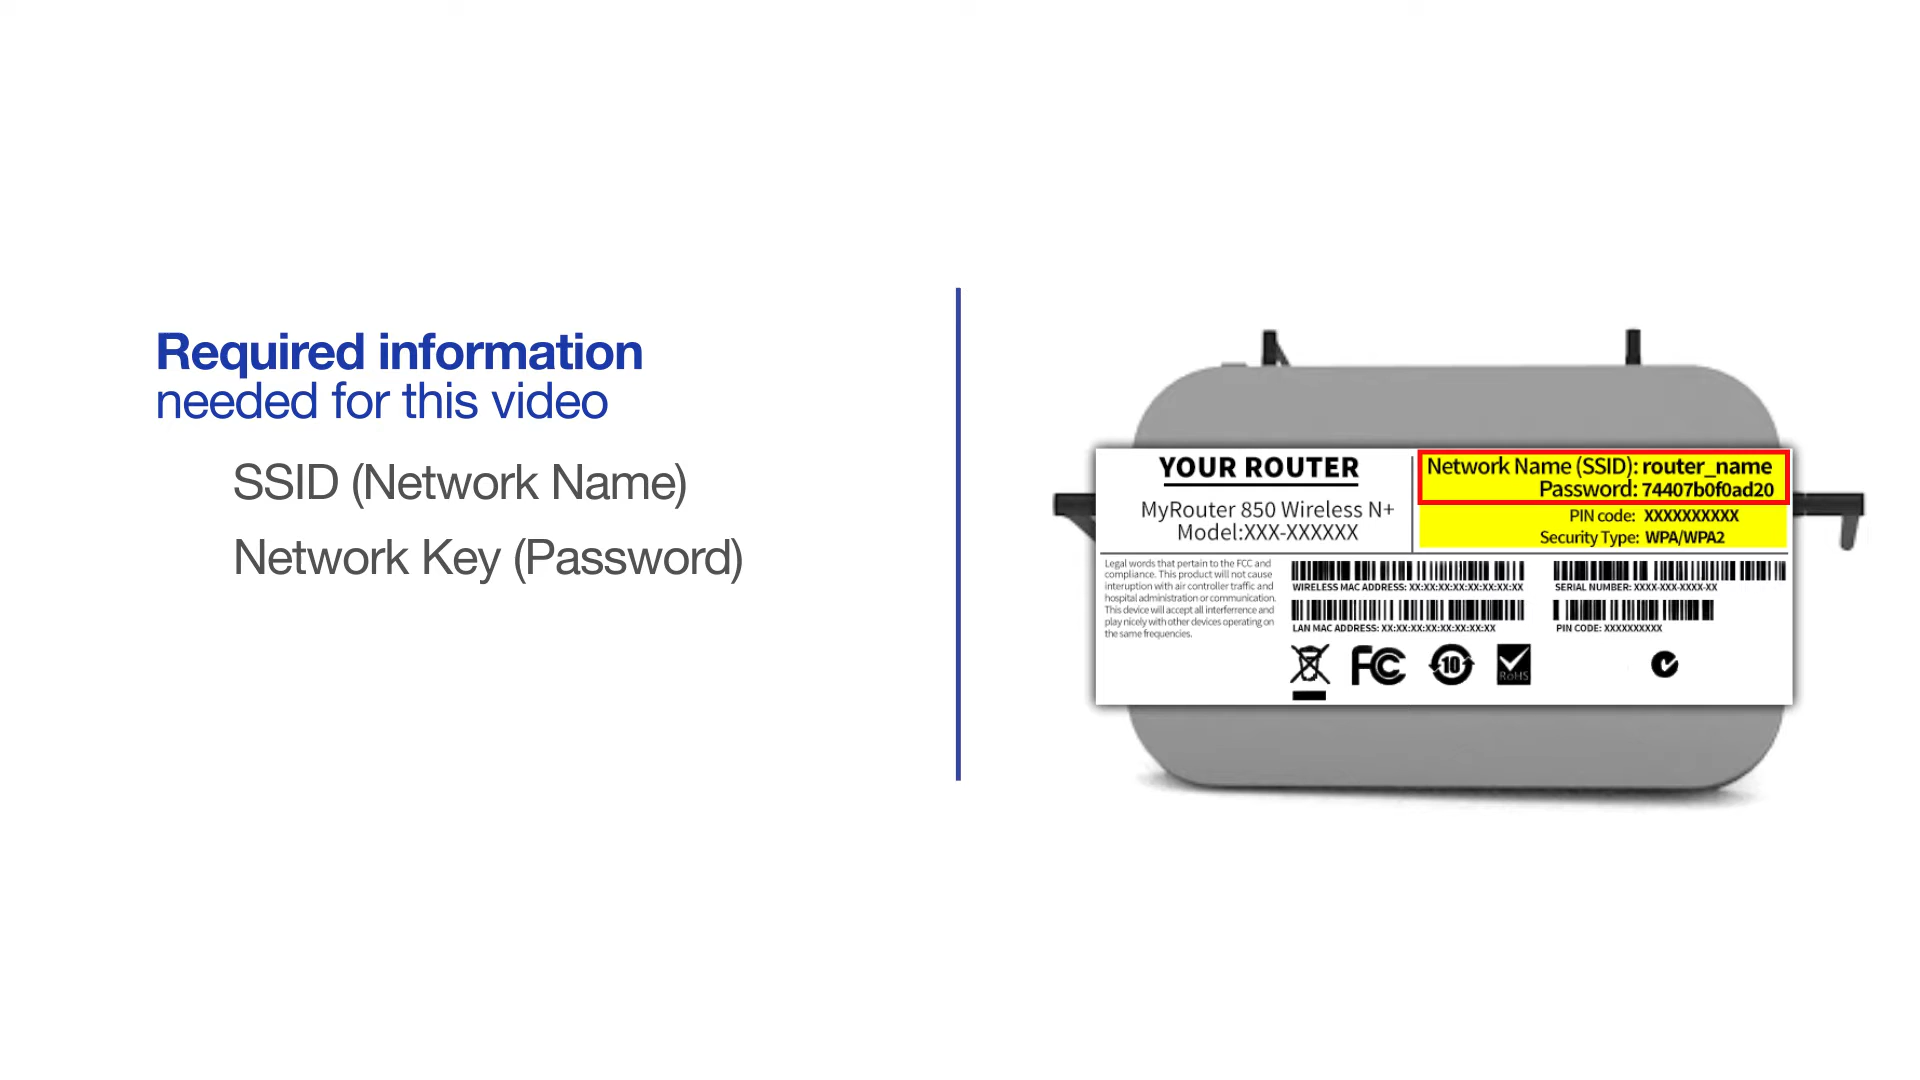 Required information
needed for this video
SSID (Network Name)
Network Key (Password)
YOUR ROUTER
MyRouter 850 Wireless N+
Model:XXX-XXXXXX
Network Name (SSID): router_name
Password: 74407b0f0ad20
PIN code: XXXXXXXXXX
Security Type: WPA/WPA2
Legal words that pertain to the FCC and
compliance. This product will not cause
interuption with air controller traffic and
hospital administration or communication.
This device will accept all interferrence and
play nicely with other devices operating on
the same frequencies.
WIRELESS MAC ADDRESS: XX:XX:XX:XX:XX:XX:XX:XX
LAN MAC ADDRESS: XX:XX:XX:XX:XX:XX:XX:XX
SERIAL NUMBER: XXXX-XXX-XXXX-XX
PIN CODE: XXXXXXXXXX
FC
10
RoHS